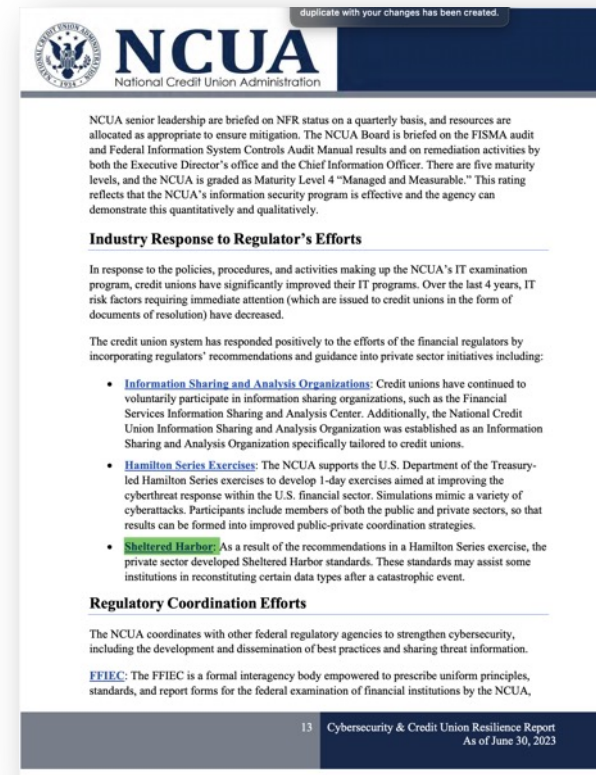 duplicate with your changes has been created.
NCUA
National Credit Union Administration
NCUA senior leadership are briefed on NFR status on a quarterly basis, and resources are
allocated as appropriate to ensure mitigation. The NCUA Board is briefed on the FISMA audit
and Federal Information System Controls Audit Manual results and on remediation activities by
both the Executive Director's office and the Chief Information Officer. There are five maturity
levels, and the NCUA is graded as Maturity Level 4 “Managed and Measurable.” This rating
reflects that the NCUA's information security program is effective and the agency can
demonstrate this quantitatively and qualitatively.
Industry Response to Regulator's Efforts
In response to the policies, procedures, and activities making up the NCUA's IT examination
program, credit unions have significantly improved their IT programs. Over the last 4 years, IT
risk factors requiring immediate attention (which are issued to credit unions in the form of
documents of resolution) have decreased.
The credit union system has responded positively to the efforts of the financial regulators by
incorporating regulators' recommendations and guidance into private sector initiatives including:
• Information Sharing and Analysis Organizations: Credit unions have continued to
voluntarily participate in information sharing organizations, such as the Financial
Services Information Sharing and Analysis Center. Additionally, the National Credit
Union Information Sharing and Analysis Organization was established as an Information
Sharing and Analysis Organization specifically tailored to credit unions.
• Hamilton Series Exercises: The NCUA supports the U.S. Department of the Treasury-
led Hamilton Series exercises to develop 1-day exercises aimed at improving the
cyberthreat response within the U.S. financial sector. Simulations mimic a variety of
cyberattacks. Participants include members of both the public and private sectors, so that
results can be formed into improved public-private coordination strategies.
• Sheltered Harbor: As a result of the recommendations in a Hamilton Series exercise, the
private sector developed Sheltered Harbor standards. These standards may assist some
institutions in reconstituting certain data types after a catastrophic event.
Regulatory Coordination Efforts
The NCUA coordinates with other federal regulatory agencies to strengthen cybersecurity,
including the development and dissemination of best practices and sharing threat information.
FFIEC: The FFIEC is a formal interagency body empowered to prescribe uniform principles,
standards, and report forms for the federal examination of financial institutions by the NCUA,
13 Cybersecurity & Credit Union Resilience Report
As of June 30, 2023